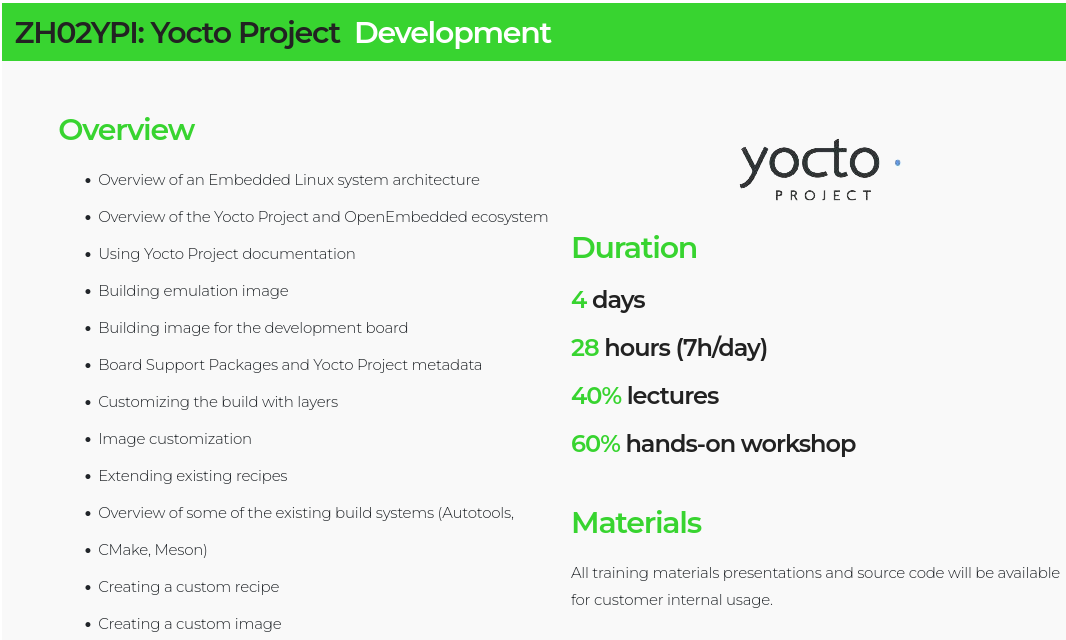 ZH02YPI: Yocto Project Development
Overview
• Overview of an Embedded Linux system architecture
• Overview of the Yocto Project and OpenEmbedded ecosystem
• Using Yocto Project documentation
• Building emulation image
• Building image for the development board
• Board Support Packages and Yocto Project metadata
• Customizing the build with layers
• Image customization
• Extending existing recipes
• Overview of some of the existing build systems (Autotools,
• CMake, Meson)
• Creating a custom recipe
• Creating a custom image
yocto
PROJECT
Duration
4 days
28 hours (7h/day)
40% lectures
60% hands-on workshop
Materials
All training materials presentations and source code will be available
for customer internal usage.